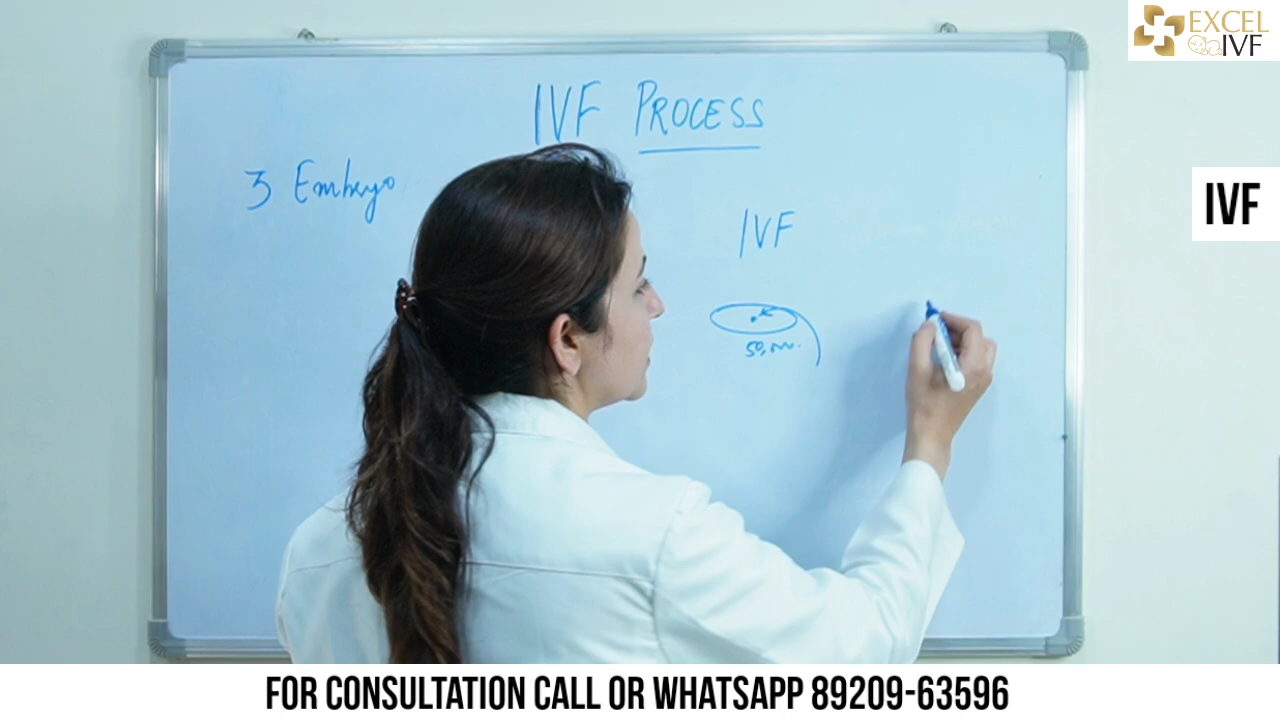 EXCEL
IVF
IVF PROCESS
3 Embryo
IVF
IVF
FOR CONSULTATION CALL OR WHATSAPP 89209-63596